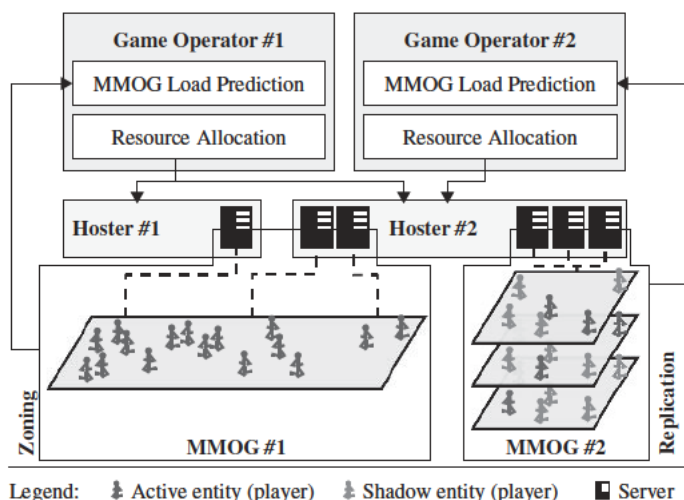 Game Operator #1
MMOG Load Prediction
Resource Allocation
Game Operator #2
MMOG Load Prediction
Resource Allocation
Hoster #1
Hoster #2
Zoning
MMOG #1
MMOG #2
Replication
Legend: Active entity (player) Shadow entity (player) Server